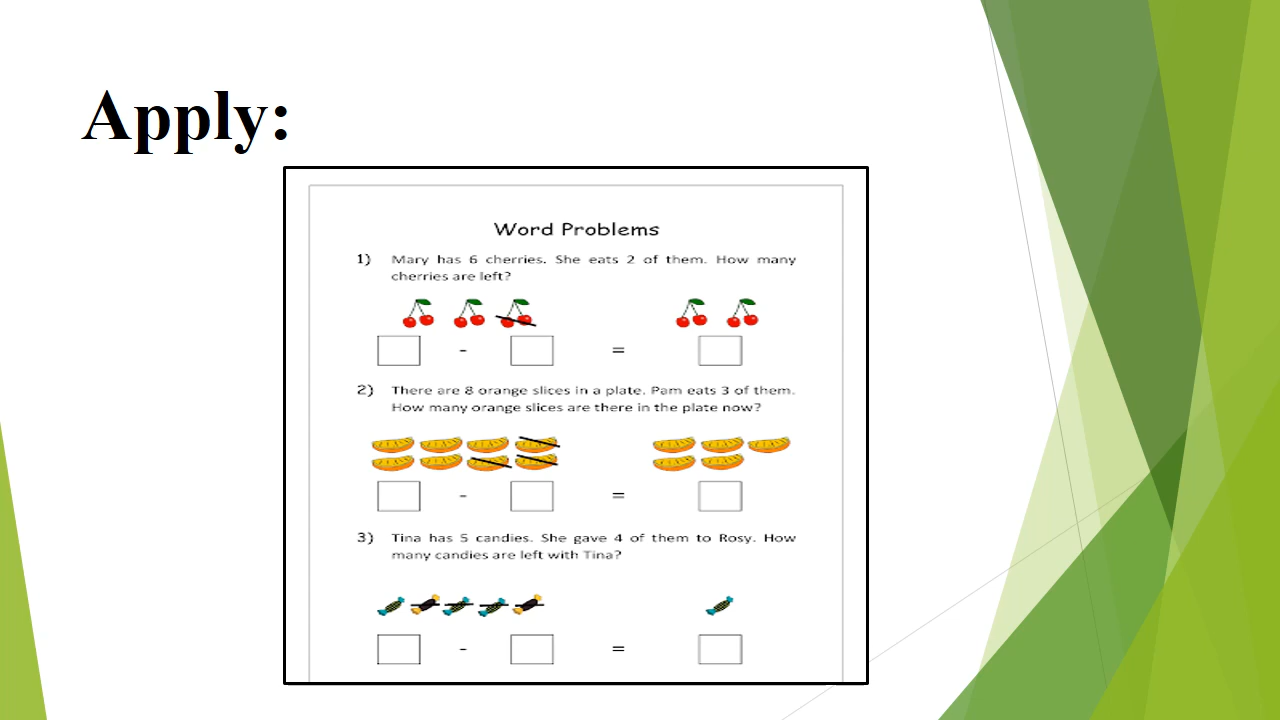 Apply:
Word Problems
1) Mary has 6 cherries. She eats 2 of them. How many
cherries are left?
- =
2) There are 8 orange slices in a plate. Pam eats 3 of them.
How many orange slices are there in the plate now?
- =
3) Tina has 5 candies. She gave 4 of them to Rosy. How
many candies are left with Tina?
- =